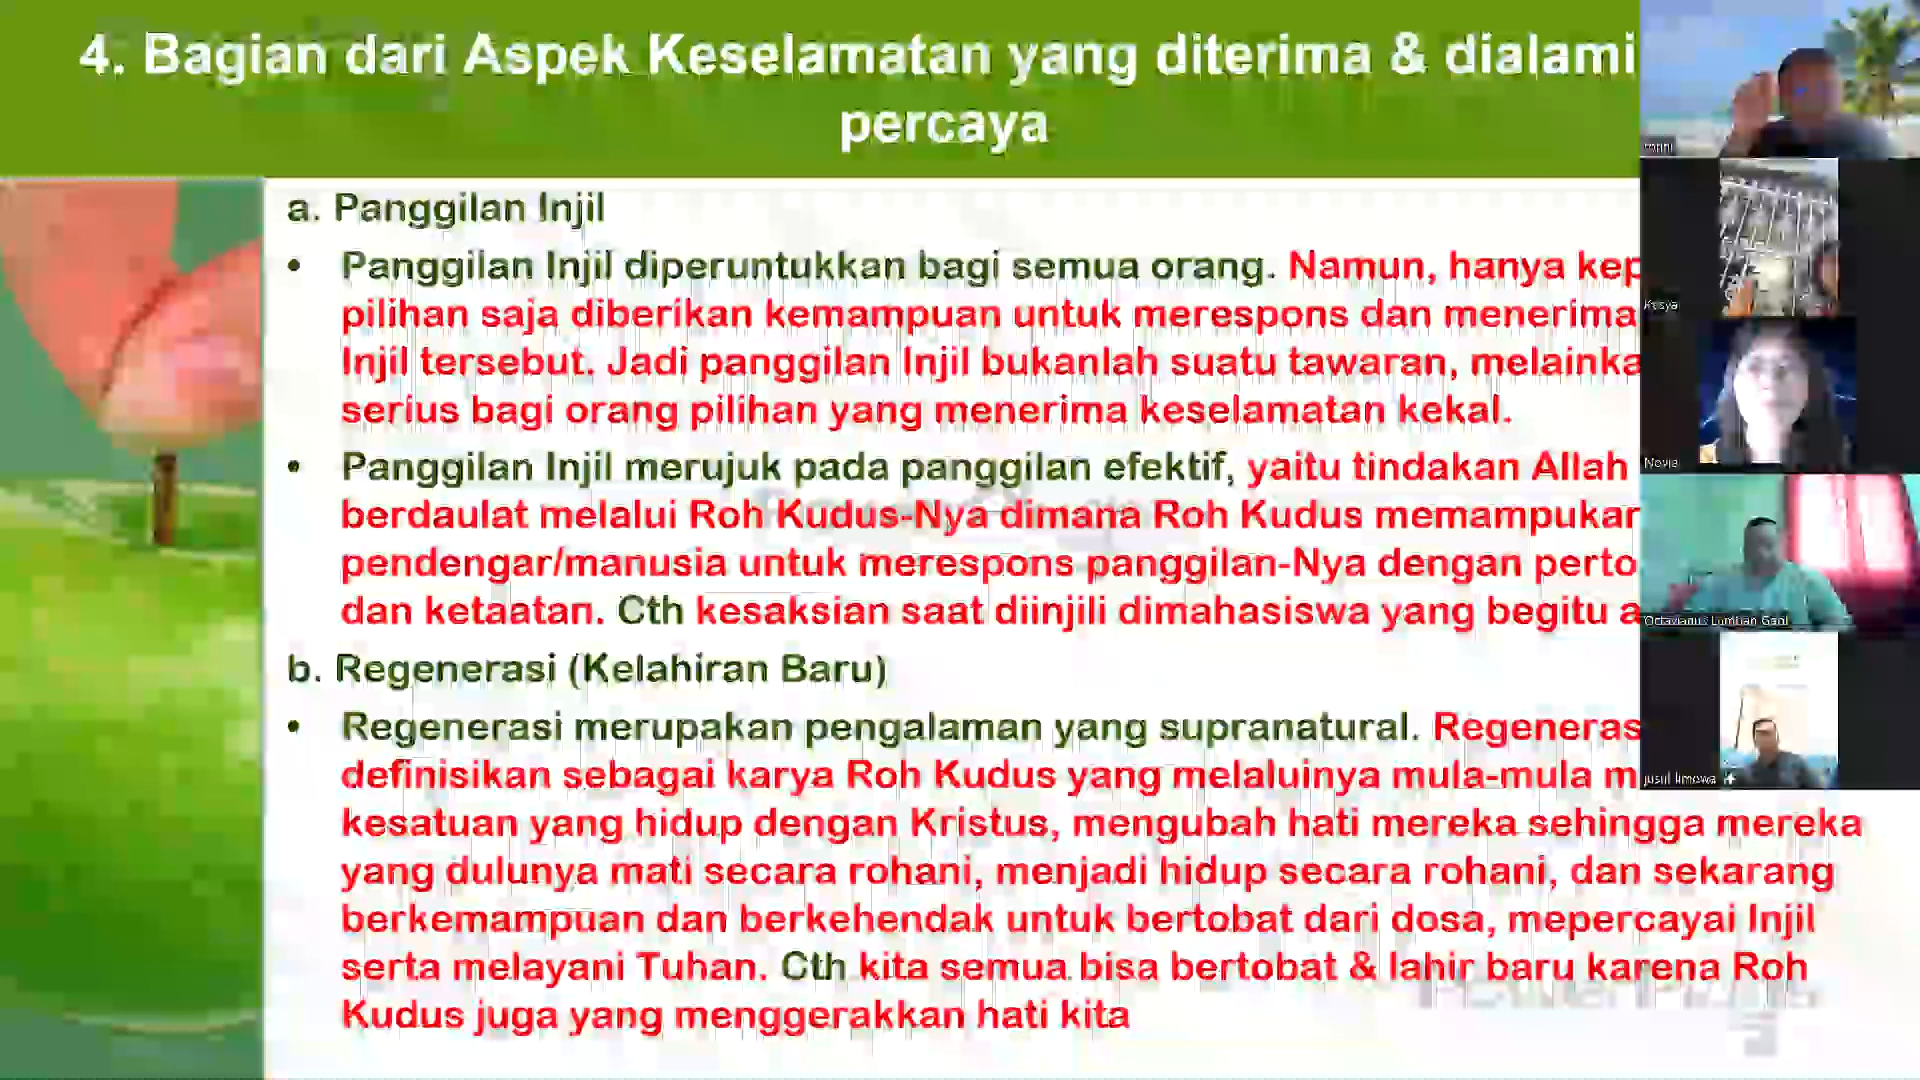 4. Bagian dari Aspek Keselamatan yang diterima & dialami
percaya
a. Panggilan Injil
• Panggilan Injil diperuntukkan bagi semua orang. Namun, hanya kep
pilihan saja diberikan kemampuan untuk merespons dan menerima
Injil tersebut. Jadi panggilan Injil bukanlah suatu tawaran, melainka
serius bagi orang pilihan yang menerima keselamatan kekal.
• Panggilan Injil merujuk pada panggilan efektif, yaitu tindakan Allah
berdaulat melalui Roh Kudus-Nya dimana Roh Kudus memampukan
pendengar/manusia untuk merespons panggilan-Nya dengan perto
dan ketaatan. Cth kesaksian saat diinjili dimahasiswa yang begitu a
b. Regenerasi (Kelahiran Baru)
• Regenerasi merupakan pengalaman yang supranatural. Regeneras
definisikan sebagai karya Roh Kudus yang melaluinya mula-mula m
kesatuan yang hidup dengan Kristus, mengubah hati mereka sehingga mereka
yang dulunya mati secara rohani, menjadi hidup secara rohani, dan sekarang
berkemampuan dan berkehendak untuk bertobat dari dosa, mepercayai Injil
serta melayani Tuhan. Cth kita semua bisa bertobat & lahir baru karena Roh
Kudus juga yang menggerakkan hati kita
Novia
Octavianus Lumban Gaol